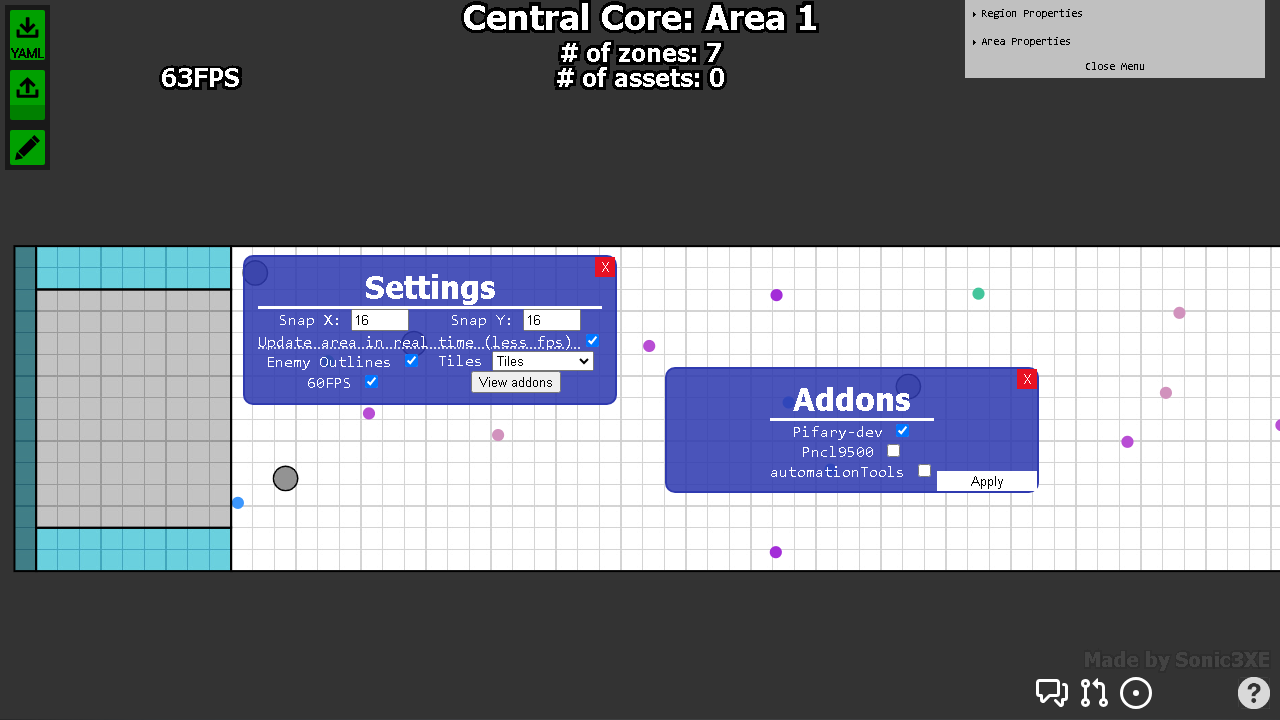 Central Core: Area 1
# of zones: 7
# of assets: 0
63FPS
YAML
▸ Region Properties
▸ Area Properties
Close Menu
X
Settings
Snap X: 16 Snap Y: 16
Update area in real time (less fps)
Enemy Outlines Tiles Tiles
60FPS View addons
X
Addons
Pifary-dev
Pncl9500
automationTools
Apply
Made by Sonic3XE
?